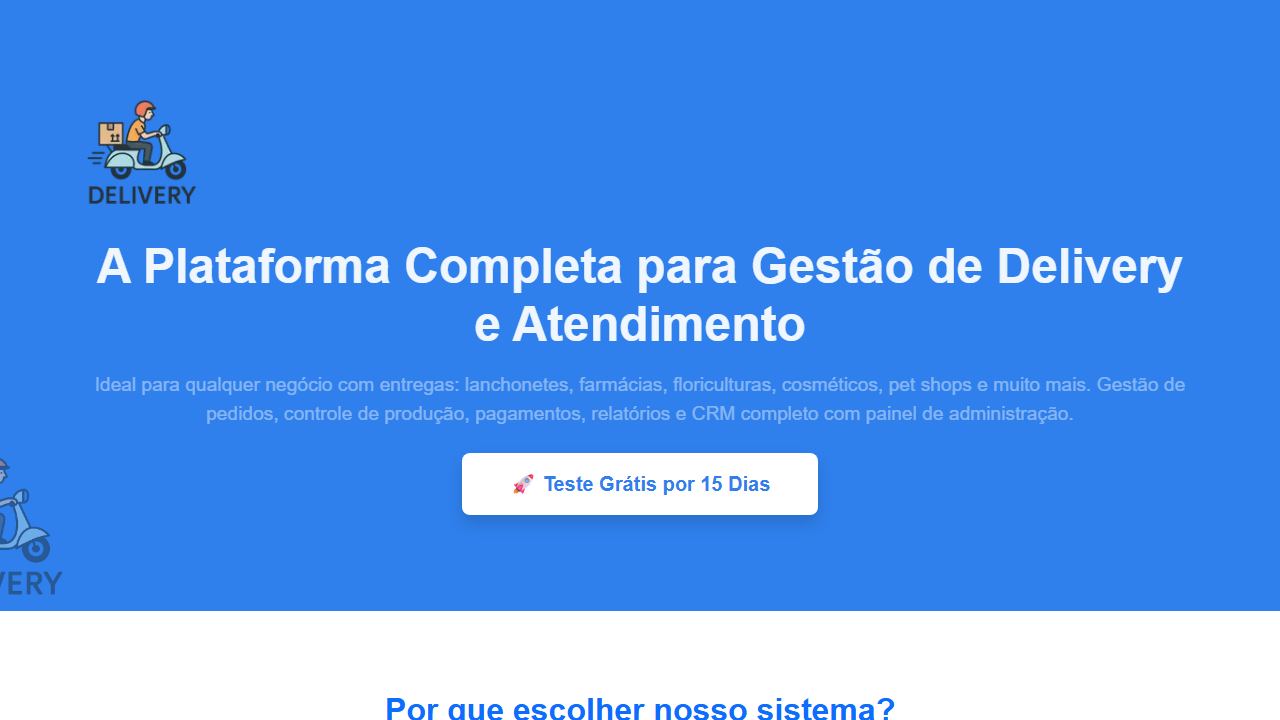 DELIVERY
A Plataforma Completa para Gestão de Delivery
e Atendimento
Ideal para qualquer negócio com entregas: lanchonetes, farmácias, floriculturas, cosméticos, pet shops e muito mais. Gestão de
pedidos, controle de produção, pagamentos, relatórios e CRM completo com painel de administração.
🚀 Teste Grátis por 15 Dias
VERY
Por que escolher nosso sistema?